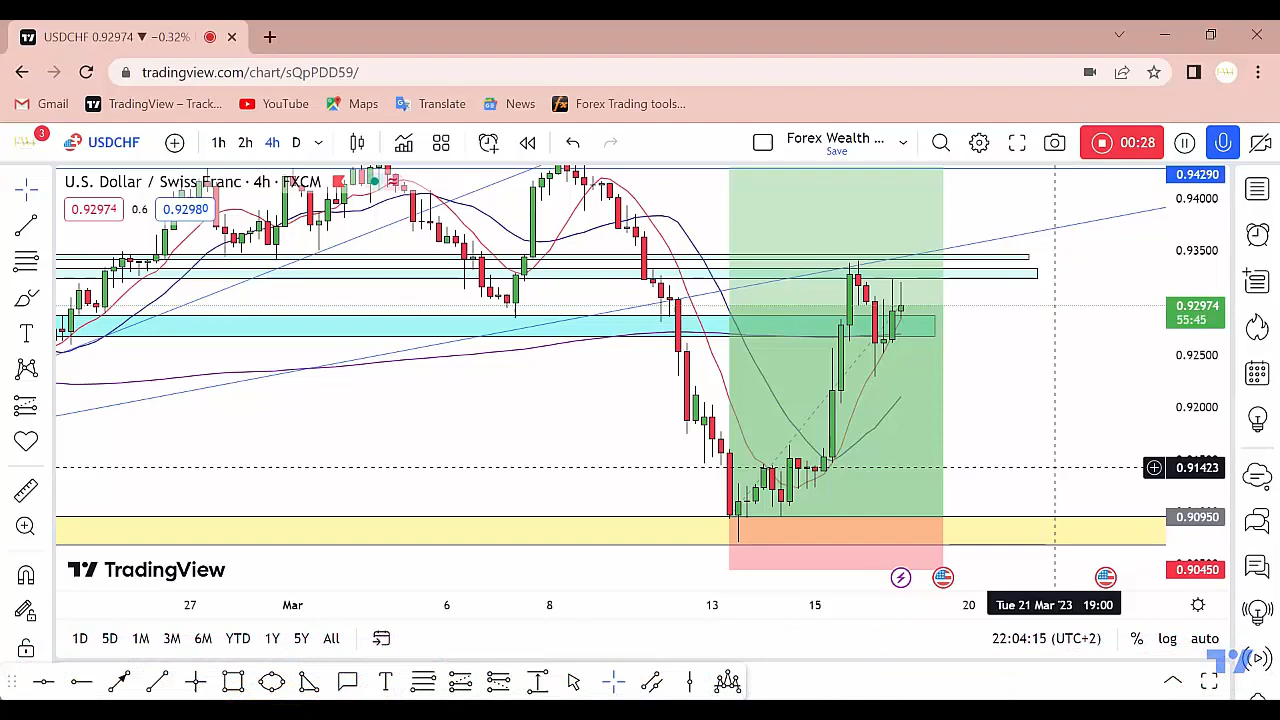 USDCHF 0.92974 ▼ −0.32%
tradingview.com/chart/sQpPDD59/
Gmail
TradingView – Track...
YouTube
Maps
Translate
News
Forex Trading tools...
3
USDCHF
1h 2h 4h D
Forex Wealth ...
Save
00:28
U.S. Dollar / Swiss Franc · 4h · FXCM
0.92974 0.6 0.92980
0.94290
0.94000
0.93500
0.92974
55:45
0.92500
0.92000
0.91423
0.90950
0.90450
TradingView
27 Mar 6 8 13 15 20
Tue 21 Mar '23 19:00
1D 5D 1M 3M 6M YTD 1Y 5Y All
22:04:15 (UTC+2)
% log auto